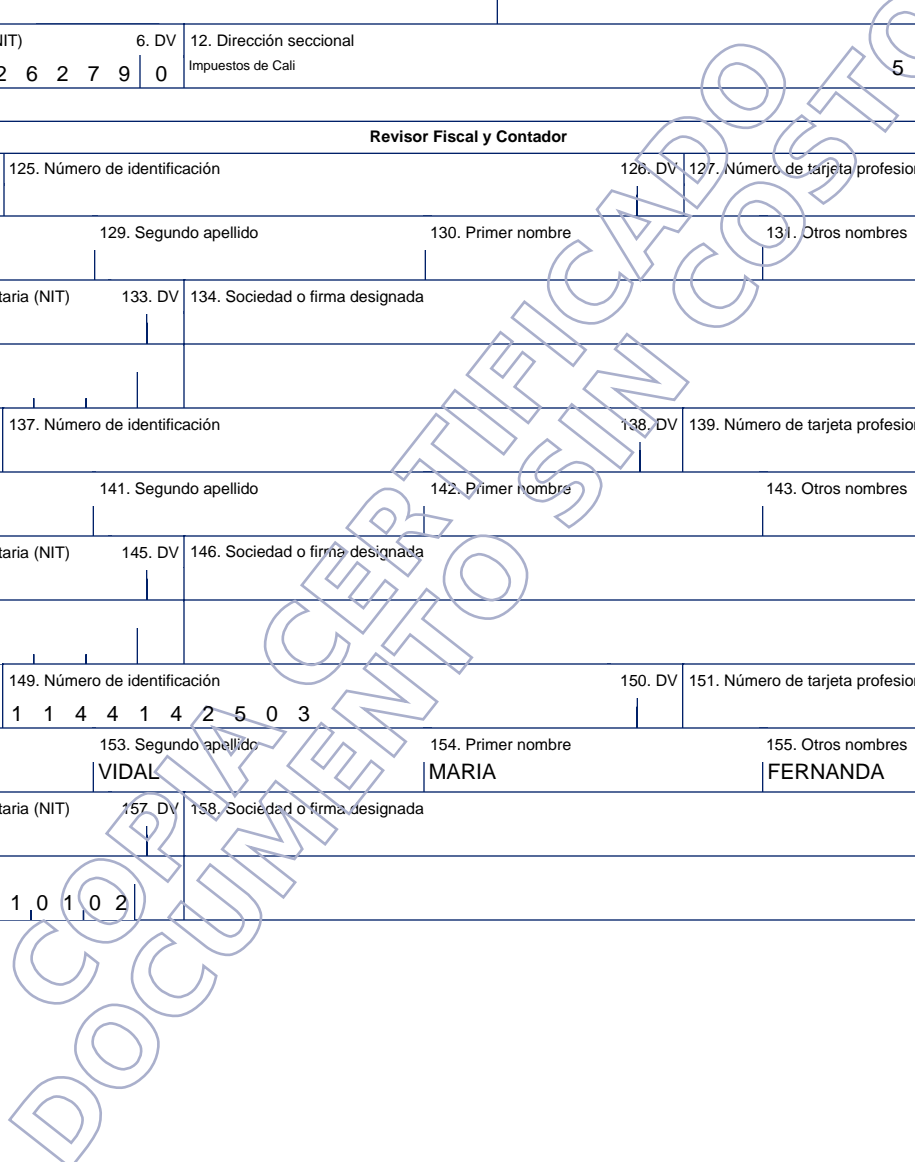 NIT) 6. DV 12. Dirección seccional
2 6 2 7 9 0 Impuestos de Cali 5
Revisor Fiscal y Contador
125. Número de identificación 126. DV 127. Número de tarjeta profesion
129. Segundo apellido 130. Primer nombre 131. Otros nombres
taria (NIT) 133. DV 134. Sociedad o firma designada
137. Número de identificación 138. DV 139. Número de tarjeta profesion
141. Segundo apellido 142. Primer nombre 143. Otros nombres
taria (NIT) 145. DV 146. Sociedad o firma designada
149. Número de identificación 150. DV 151. Número de tarjeta profesion
1 1 4 4 1 4 2 5 0 3
153. Segundo apellido 154. Primer nombre 155. Otros nombres
VIDAL MARIA FERNANDA
taria (NIT) 157. DV 158. Sociedad o firma designada
1 0 1 0 2
COPIA CERTIFICADO
DOCUMENTO SIN COSTO